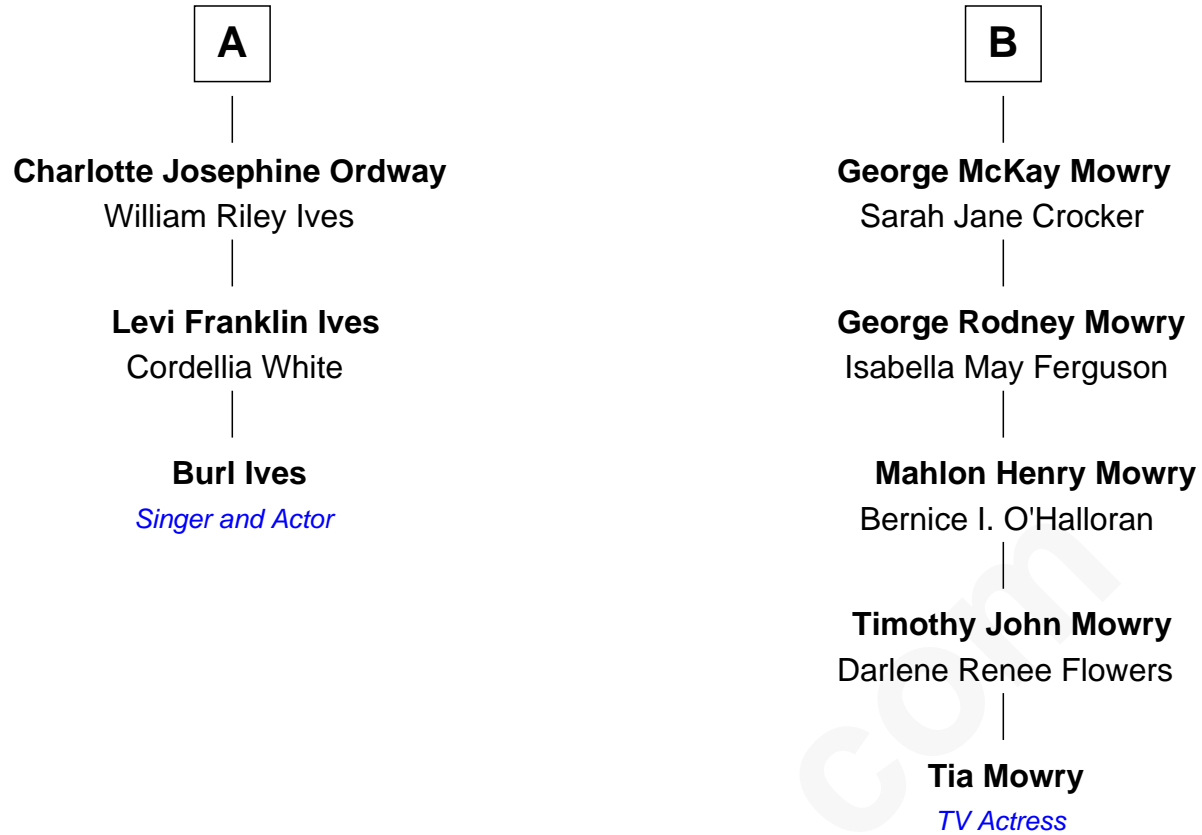 A
Charlotte Josephine Ordway
William Riley Ives
Levi Franklin Ives
Cordellia White
Burl Ives
Singer and Actor
B
George McKay Mowry
Sarah Jane Crocker
George Rodney Mowry
Isabella May Ferguson
Mahlon Henry Mowry
Bernice I. O'Halloran
Timothy John Mowry
Darlene Renee Flowers
Tia Mowry
TV Actress
com